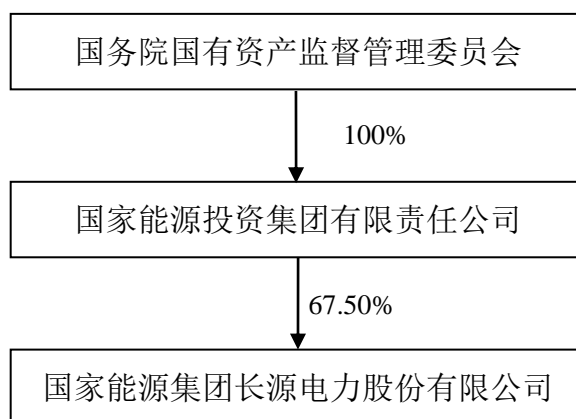 国务院国有资产监督管理委员会
100%
国家能源投资集团有限责任公司
67.50%
国家能源集团长源电力股份有限公司